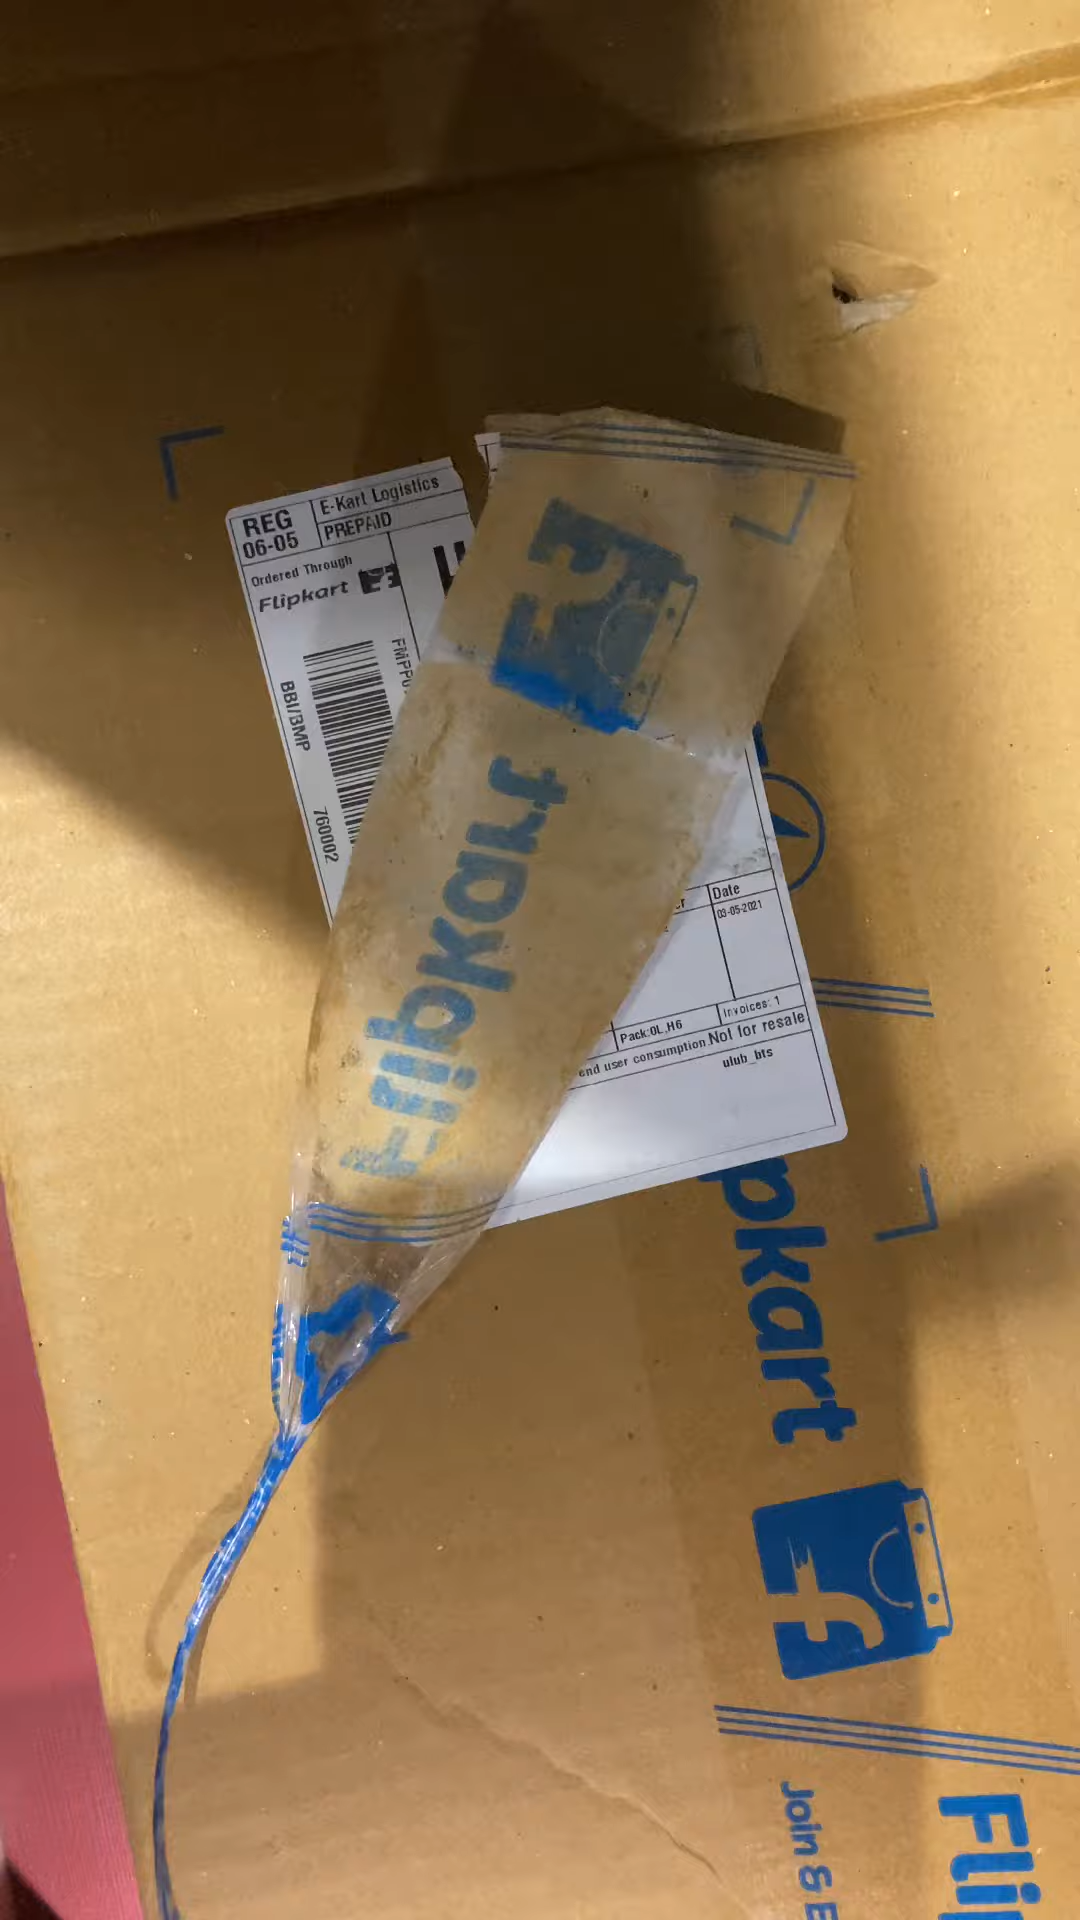 REG
06-05
E-Kart Logistics
PREPAID
Ordered Through
Flipkart
BBI/BMP
760002
Flipkart
Date
03-05-2021
Pack:0L,H6
Invoices: 1
end user consumption Not for resale
ulub_bts
pkart
Join & E
Fli